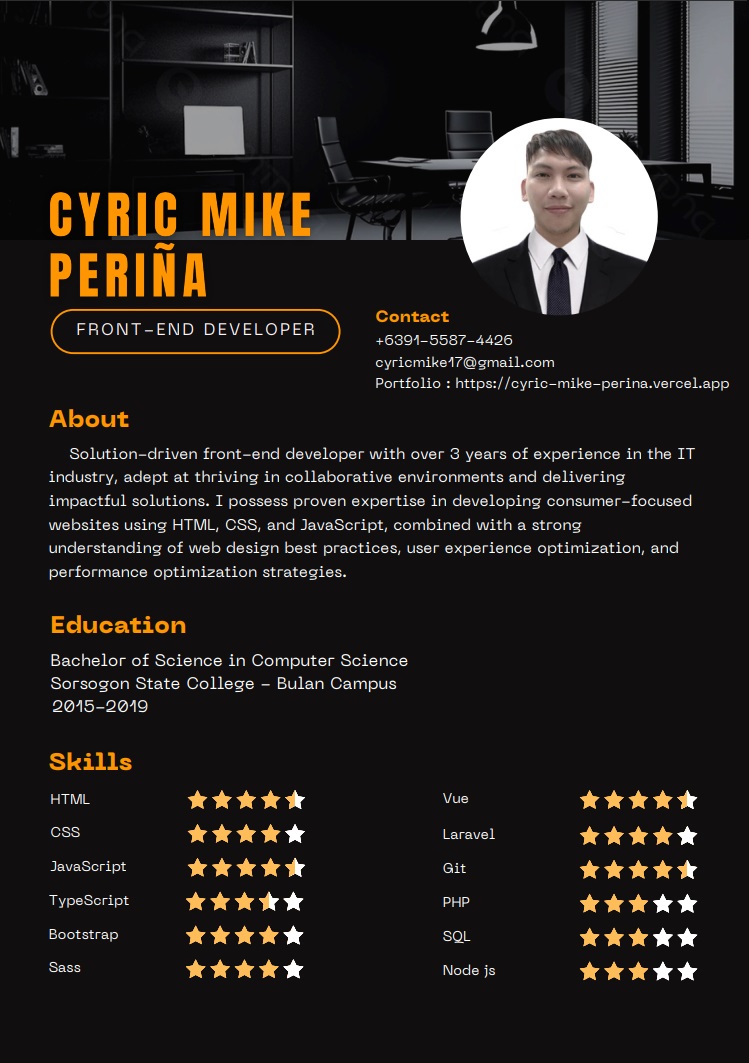 CYRIC MIKE
PERIÑA
FRONT-END DEVELOPER
Contact
+6391-5587-4426
cyricmike17@gmail.com
Portfolio : https://cyric-mike-perina.vercel.app
About
Solution-driven front-end developer with over 3 years of experience in the IT
industry, adept at thriving in collaborative environments and delivering
impactful solutions. I possess proven expertise in developing consumer-focused
websites using HTML, CSS, and JavaScript, combined with a strong
understanding of web design best practices, user experience optimization, and
performance optimization strategies.
Education
Bachelor of Science in Computer Science
Sorsogon State College - Bulan Campus
2015-2019
Skills
HTML
CSS
JavaScript
TypeScript
Bootstrap
Sass
Vue
Laravel
Git
PHP
SQL
Node js